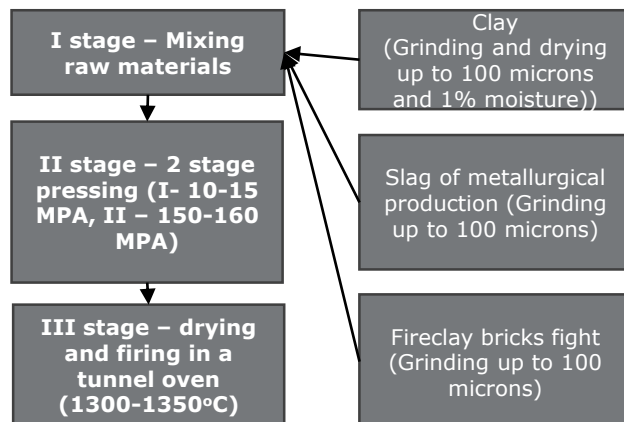 I stage – Mixing
raw materials
II stage – 2 stage
pressing (I- 10-15
MPA, II – 150-160
MPA)
III stage – drying
and firing in a
tunnel oven
(1300-1350ºC)
Clay
(Grinding and drying
up to 100 microns
and 1% moisture))
Slag of metallurgical
production (Grinding
up to 100 microns)
Fireclay bricks fight
(Grinding up to 100
microns)